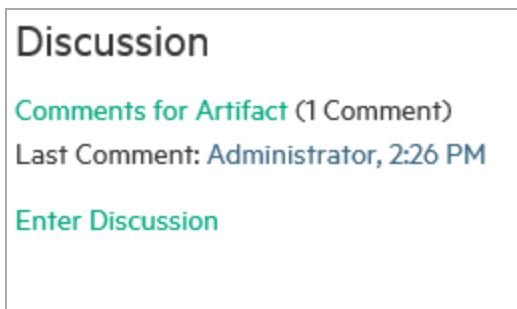 Discussion
Comments for Artifact (1 Comment)
Last Comment: Administrator, 2:26 PM
Enter Discussion